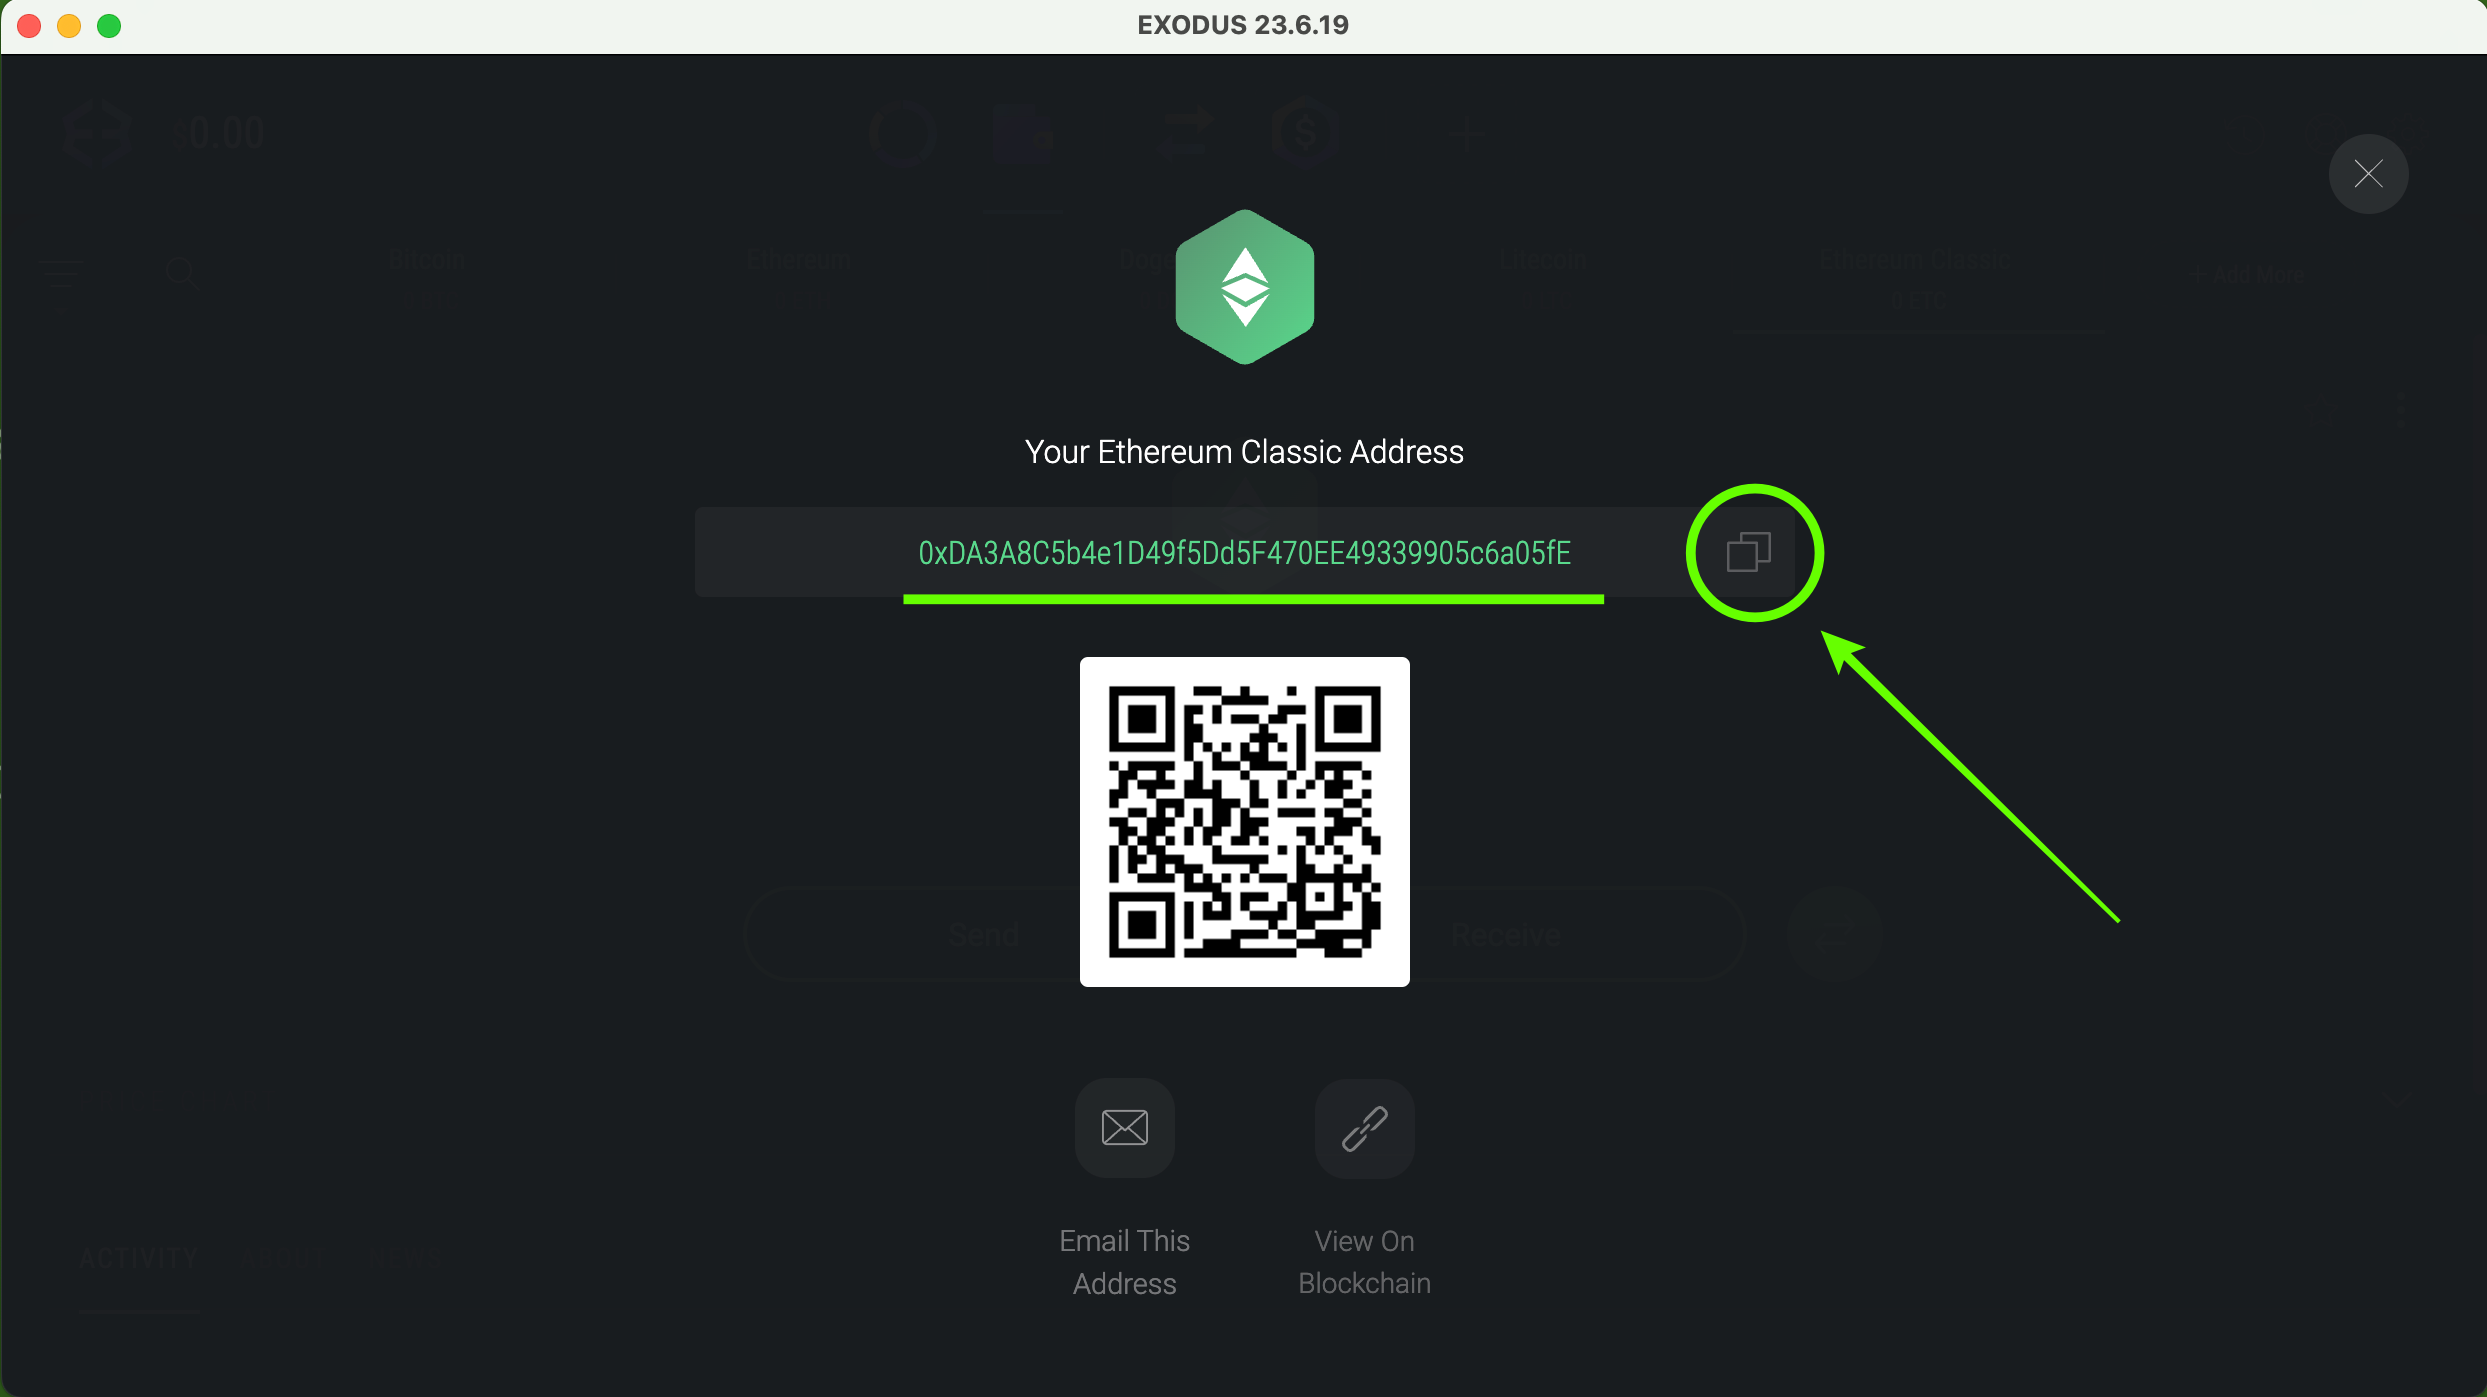 EXODUS 23.6.19
$0.00
Bitcoin
Ethereum
Doge
Litecoin
Ethereum Classic
+ Add More
0 ET
Your Ethereum Classic Address
0xDA3A8C5b4e1D49f5Dd5F470EE49339905c6a05fE
Send
Receive
Email This
Address
View On
Blockchain
ACTIVITY
ABOUT
NEWS